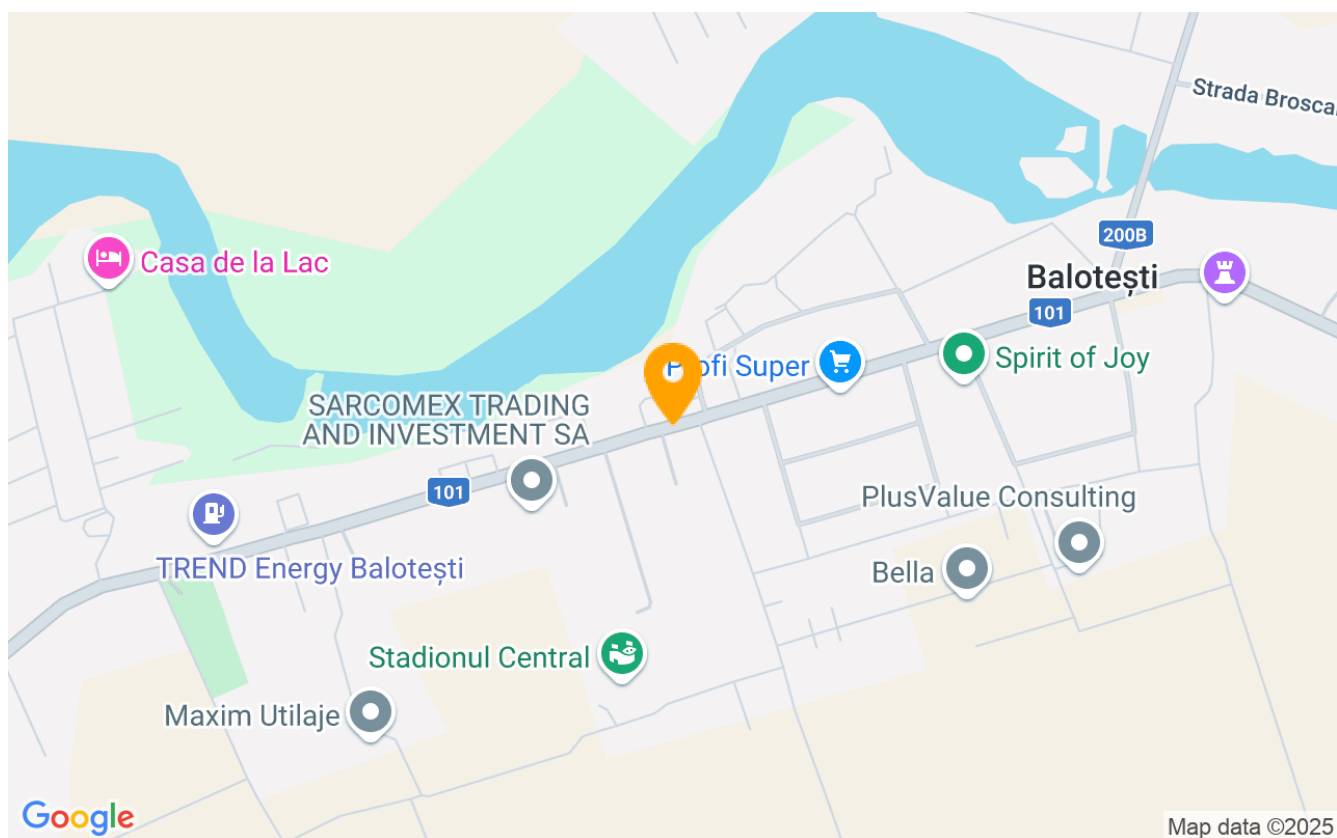 Strada Brosca
200B
Casa de la Lac
Balotești
101
Profi Super
Spirit of Joy
SARCOMEX TRADING
AND INVESTMENT SA
101
PlusValue Consulting
TREND Energy Balotești
Bella
Stadionul Central
Maxim Utilaje
Google
Map data ©2025